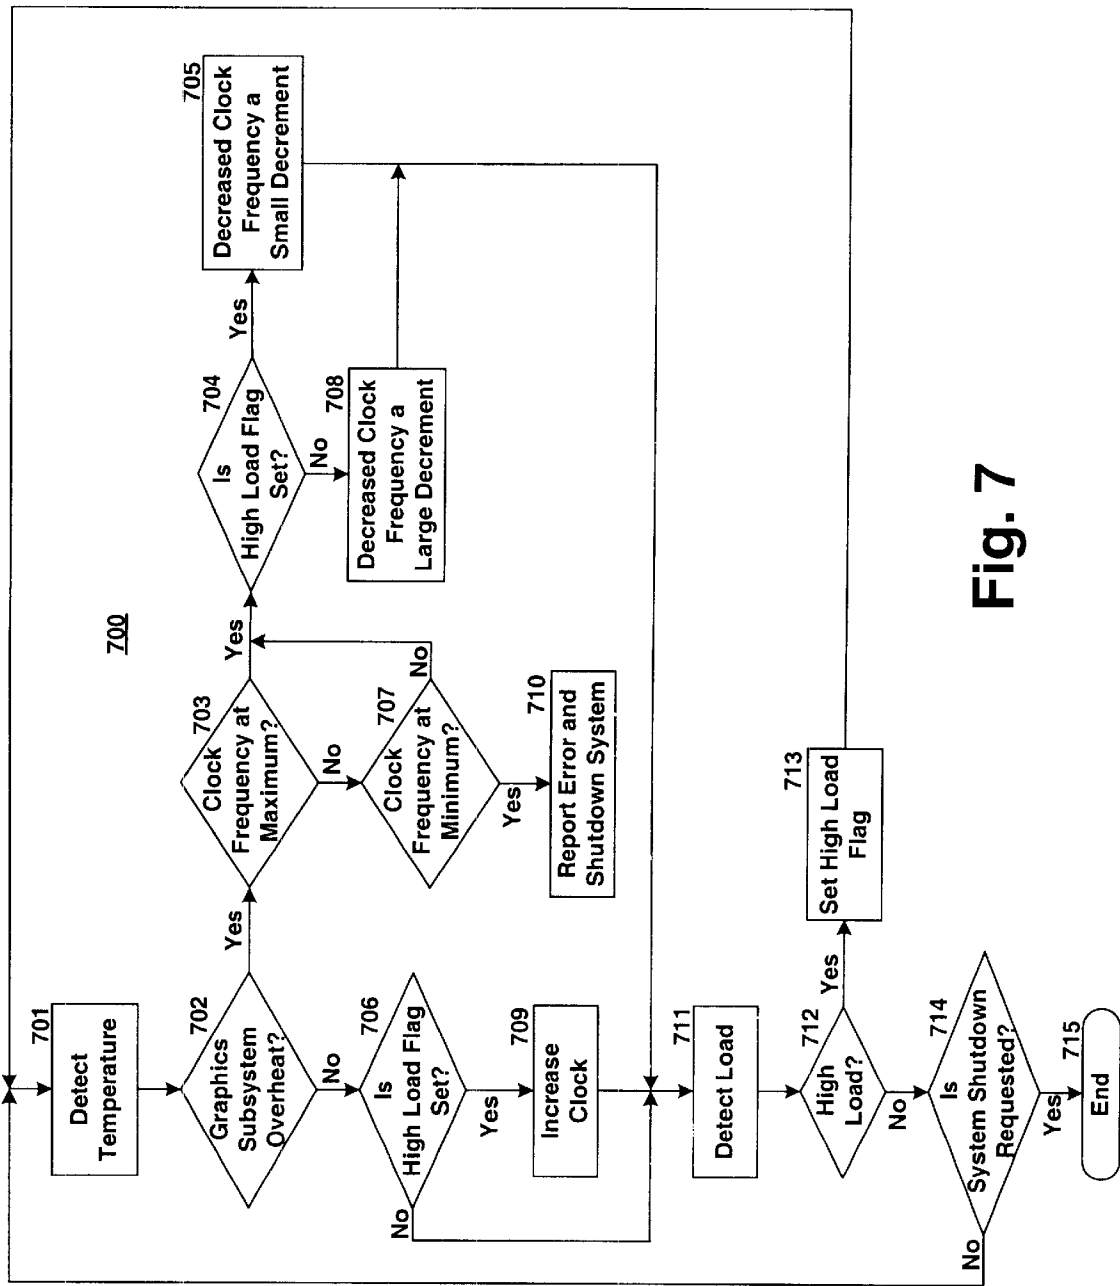 700
701
Detect
Temperature
702
Graphics
Subsystem
Overheat?
Yes
No
703
Clock
Frequency at
Maximum?
Yes
No
704
Is
High Load Flag
Set?
Yes
No
705
Decreased Clock
Frequency a
Small Decrement
706
Is
High Load Flag
Set?
Yes
No
707
Clock
Frequency at
Minimum?
No
Yes
708
Decreased Clock
Frequency a
Large Decrement
709
Increase
Clock
710
Report Error and
Shutdown System
711
Detect Load
712
High
Load?
Yes
No
713
Set High Load
Flag
714
Is
System Shutdown
Requested?
No
Yes
715
End
Fig. 7